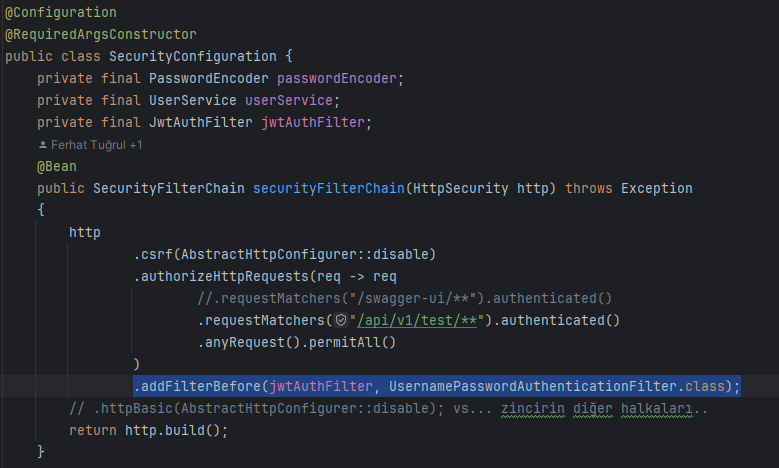 @Configuration
@RequiredArgsConstructor
public class SecurityConfiguration {
private final PasswordEncoder passwordEncoder;
private final UserService userService;
private final JwtAuthFilter jwtAuthFilter;
Ferhat Tuğrul +1
@Bean
public SecurityFilterChain securityFilterChain(HttpSecurity http) throws Exception
{
http
.csrf(AbstractHttpConfigurer::disable)
.authorizeHttpRequests(req -> req
//.requestMatchers("/swagger-ui/**").authenticated()
.requestMatchers("/api/v1/test/**").authenticated()
.anyRequest().permitAll()
)
.addFilterBefore(jwtAuthFilter, UsernamePasswordAuthenticationFilter.class);
// .httpBasic(AbstractHttpConfigurer::disable); vs... zincirin diğer halkaları..
return http.build();
}